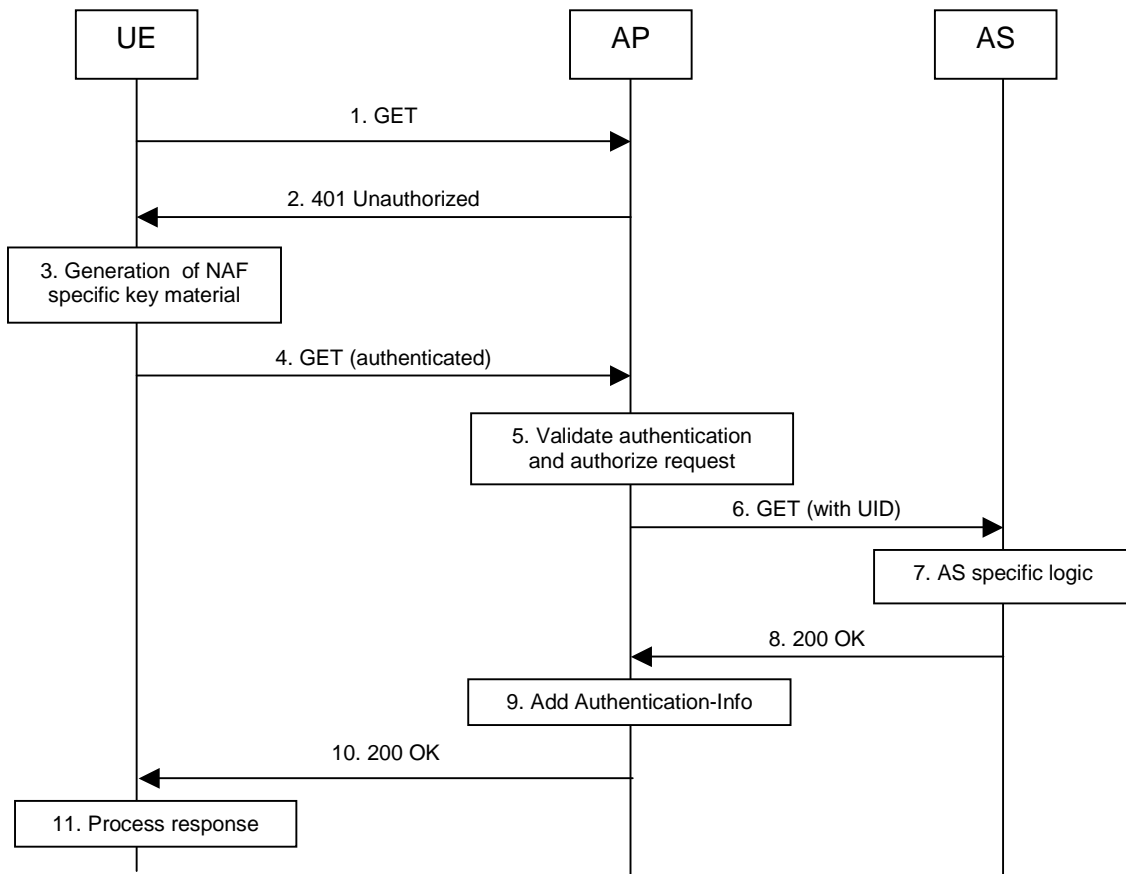 UE
AP
AS
1. GET
2. 401 Unauthorized
3. Generation of NAF
specific key material
4. GET (authenticated)
5. Validate authentication
and authorize request
6. GET (with UID)
7. AS specific logic
8. 200 OK
9. Add Authentication-Info
10. 200 OK
11. Process response